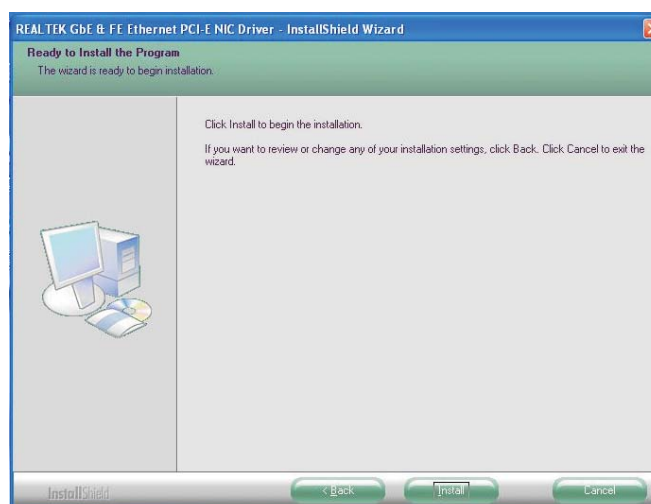 REALTEK GbE & FE Ethernet PCI-E NIC Driver - InstallShield Wizard
Ready to Install the Program
The wizard is ready to begin installation.
Click Install to begin the installation.
If you want to review or change any of your installation settings, click Back. Click Cancel to exit the
wizard.
InstallShield
< Back
Install
Cancel